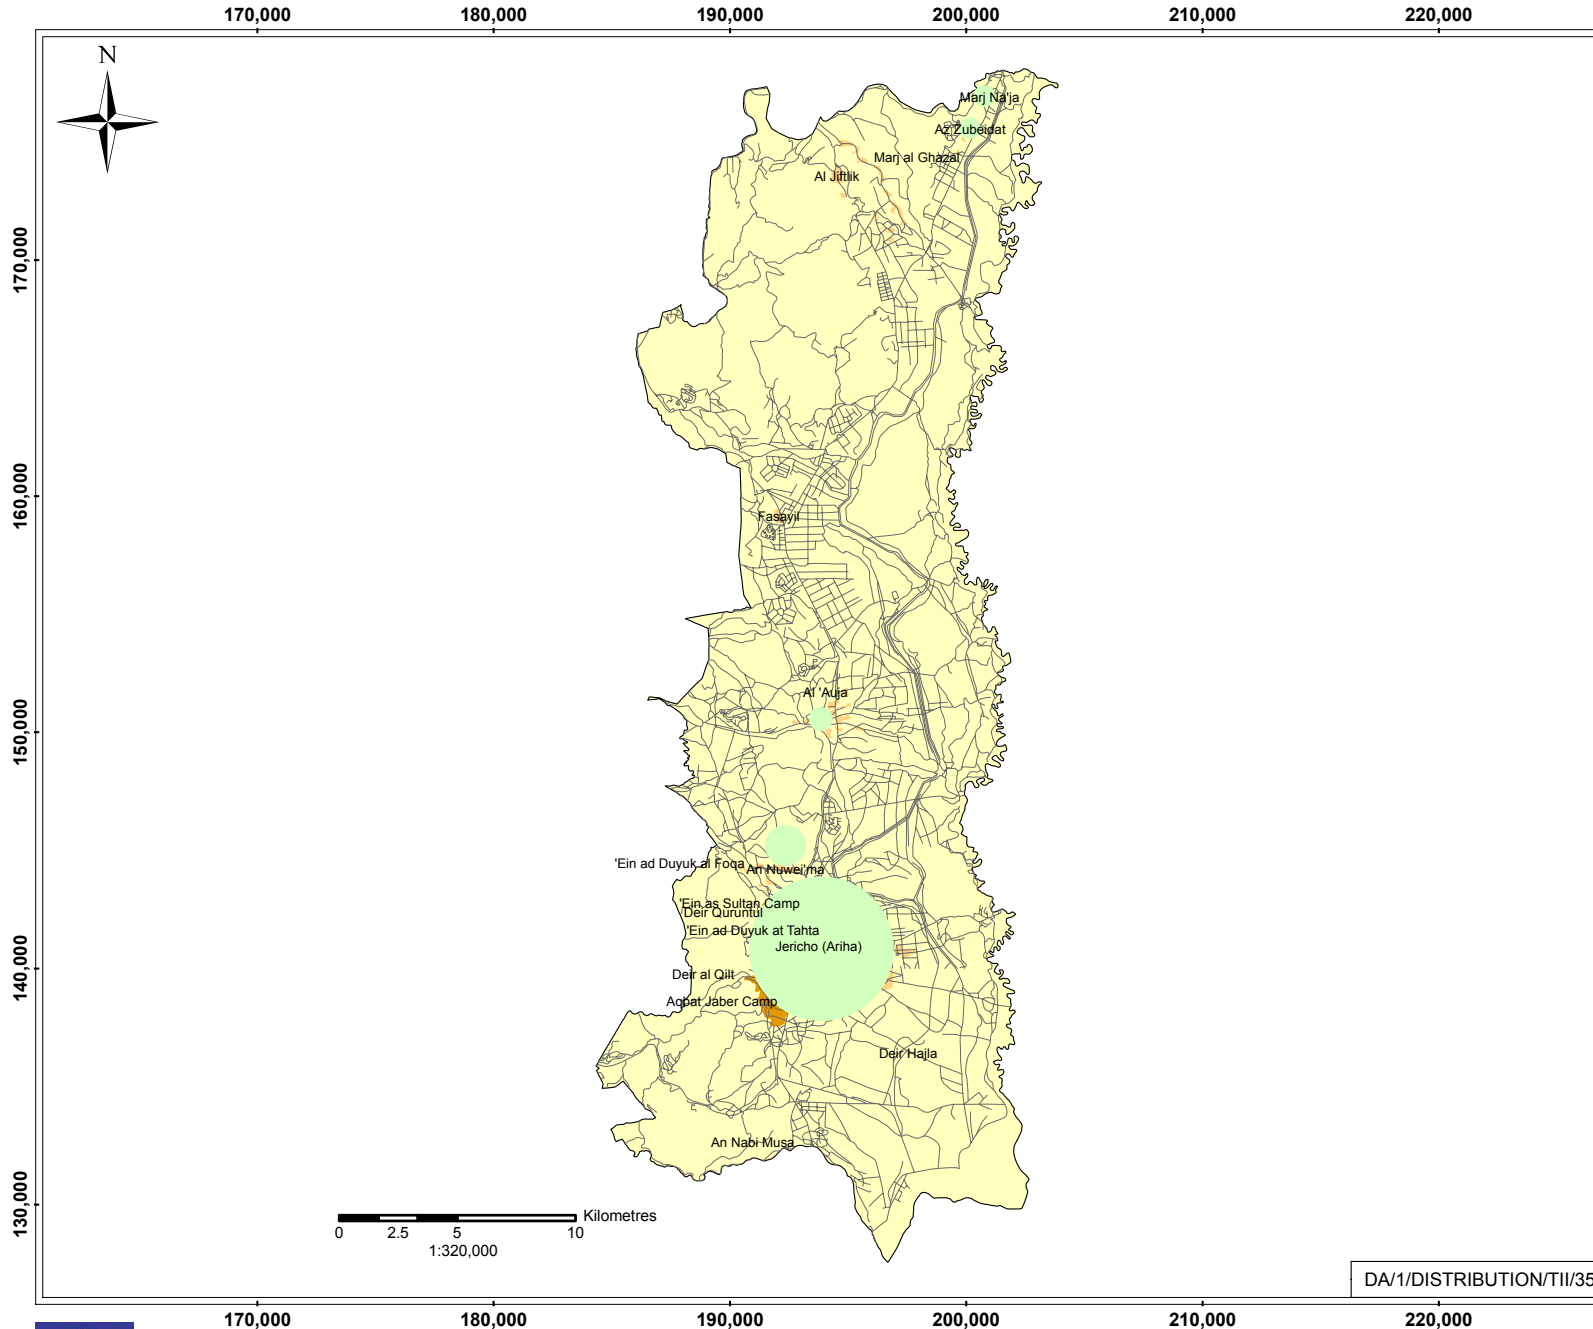 170,000 180,000 190,000 200,000 210,000 220,000
N
Marj Na'ja
Az Zubeidat
Marj al Ghazal
Al Jiftlik
170,000
160,000
Fasayil
Al 'Auja
150,000
'Ein ad Duyuk al Foqa
An Nuwei'ma
'Ein as Sultan Camp
Deir Quruntul
'Ein ad Duyuk at Tahta
Jericho (Ariha)
140,000
Deir al Qilt
Aqbat Jaber Camp
Deir Hajla
An Nabi Musa
130,000
Kilometres
0 2.5 5 10
1:320,000
DA/1/DISTRIBUTION/TII/35
170,000 180,000 190,000 200,000 210,000 220,000